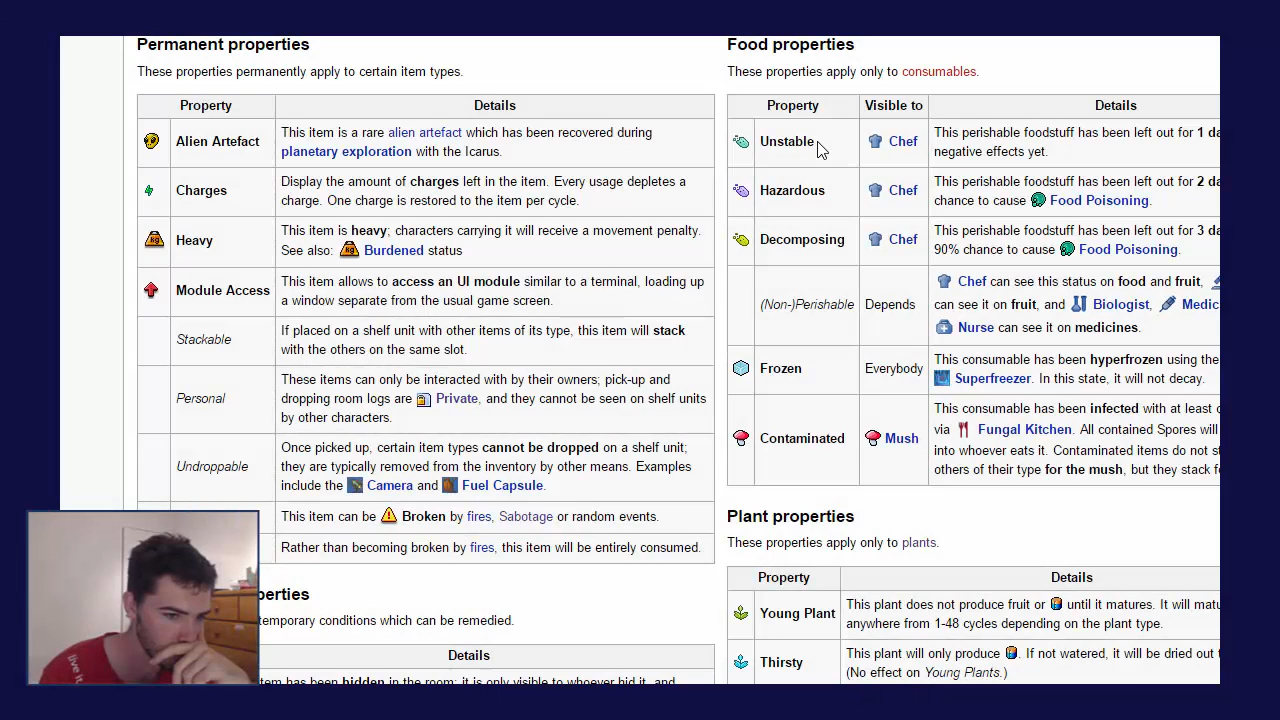 Permanent properties
These properties permanently apply to certain item types.
Property Details
Alien Artefact
This item is a rare alien artefact which has been recovered during
planetary exploration with the Icarus.
Charges
Display the amount of charges left in the item. Every usage depletes a
charge. One charge is restored to the item per cycle.
Heavy
This item is heavy; characters carrying it will receive a movement penalty.
See also: Burdened status
Module Access
This item allows to access an UI module similar to a terminal, loading up
a window separate from the usual game screen.
Stackable
If placed on a shelf unit with other items of its type, this item will stack
with the others on the same slot.
Personal
These items can only be interacted with by their owners; pick-up and
dropping room logs are Private, and they cannot be seen on shelf units
by other characters.
Undroppable
Once picked up, certain item types cannot be dropped on a shelf unit;
they are typically removed from the inventory by other means. Examples
include the Camera and Fuel Capsule.
This item can be Broken by fires, Sabotage or random events.
Rather than becoming broken by fires, this item will be entirely consumed.
operties
temporary conditions which can be remedied.
Details
tem has been hidden in the room; it is only visible to whoever hid it, and
Food properties
These properties apply only to consumables.
Property Visible to Details
Unstable Chef
This perishable foodstuff has been left out for 1 da
negative effects yet.
Hazardous Chef
This perishable foodstuff has been left out for 2 da
chance to cause Food Poisoning.
Decomposing Chef
This perishable foodstuff has been left out for 3 da
90% chance to cause Food Poisoning.
(Non-)Perishable Depends
Chef can see this status on food and fruit,
can see it on fruit, and Biologist, Medic
Nurse can see it on medicines.
Frozen Everybody
This consumable has been hyperfrozen using the
Superfreezer. In this state, it will not decay.
Contaminated Mush
This consumable has been infected with at least
via Fungal Kitchen. All contained Spores will
into whoever eats it. Contaminated items do not s
others of their type for the mush, but they stack f
Plant properties
These properties apply only to plants.
Property Details
Young Plant
This plant does not produce fruit or until it matures. It will matu
anywhere from 1-48 cycles depending on the plant type.
Thirsty
This plant will only produce . If not watered, it will be dried out
(No effect on Young Plants.)
live it.